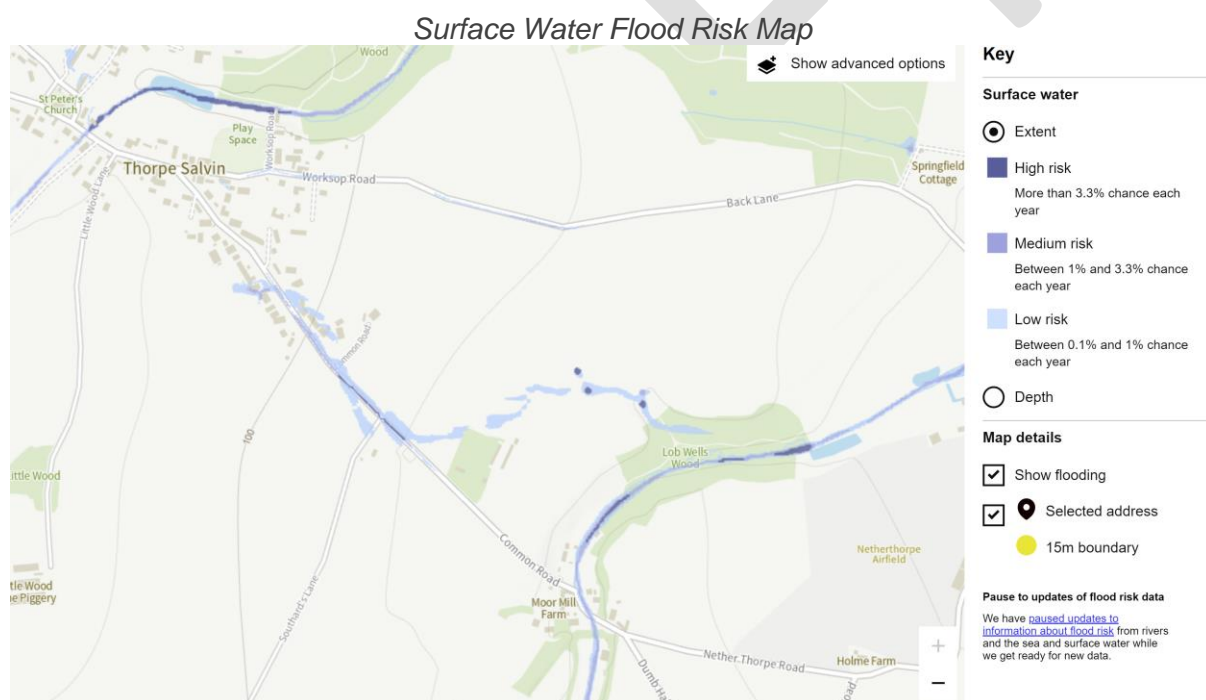 Surface Water Flood Risk Map
Wood
Show advanced options
St Peter's
Church
Play
Space
Worksop Road
Thorpe Salvin
Worksop Road
Little Wood Lane
Back Lane
Springfield
Cottage
Common Road
100
Lob Wells
Wood
ittle Wood
Netherthorpe
Airfield
Common Road
tle Wood
e Piggery
Southard's Lane
Moor Mill
Farm
Nether Thorpe Road
Holme Farm
Dumb Ha
oad
+
−
Key
Surface water
Extent
High risk
More than 3.3% chance each
year
Medium risk
Between 1% and 3.3% chance
each year
Low risk
Between 0.1% and 1% chance
each year
Depth
Map details
Show flooding
Selected address
15m boundary
Pause to updates of flood risk data
We have paused updates to
information about flood risk from rivers
and the sea and surface water while
we get ready for new data.